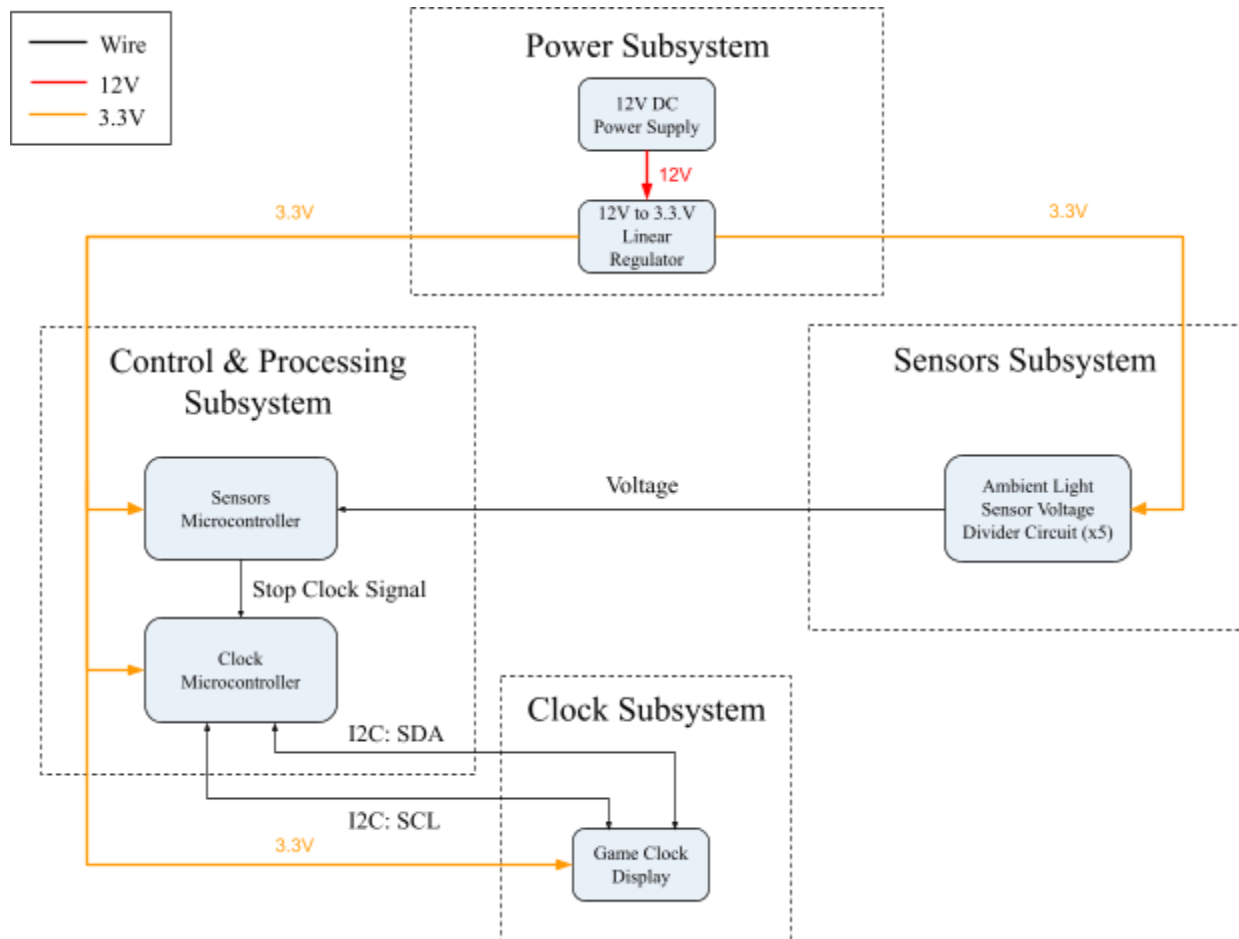 Wire
12V
3.3V
Power Subsystem
12V DC
Power Supply
12V
12V to 3.3.V
Linear
Regulator
3.3V
3.3V
Control & Processing
Subsystem
Sensors
Microcontroller
Stop Clock Signal
Clock
Microcontroller
Voltage
Sensors Subsystem
Ambient Light
Sensor Voltage
Divider Circuit (x5)
I2C: SDA
I2C: SCL
3.3V
Clock Subsystem
Game Clock
Display